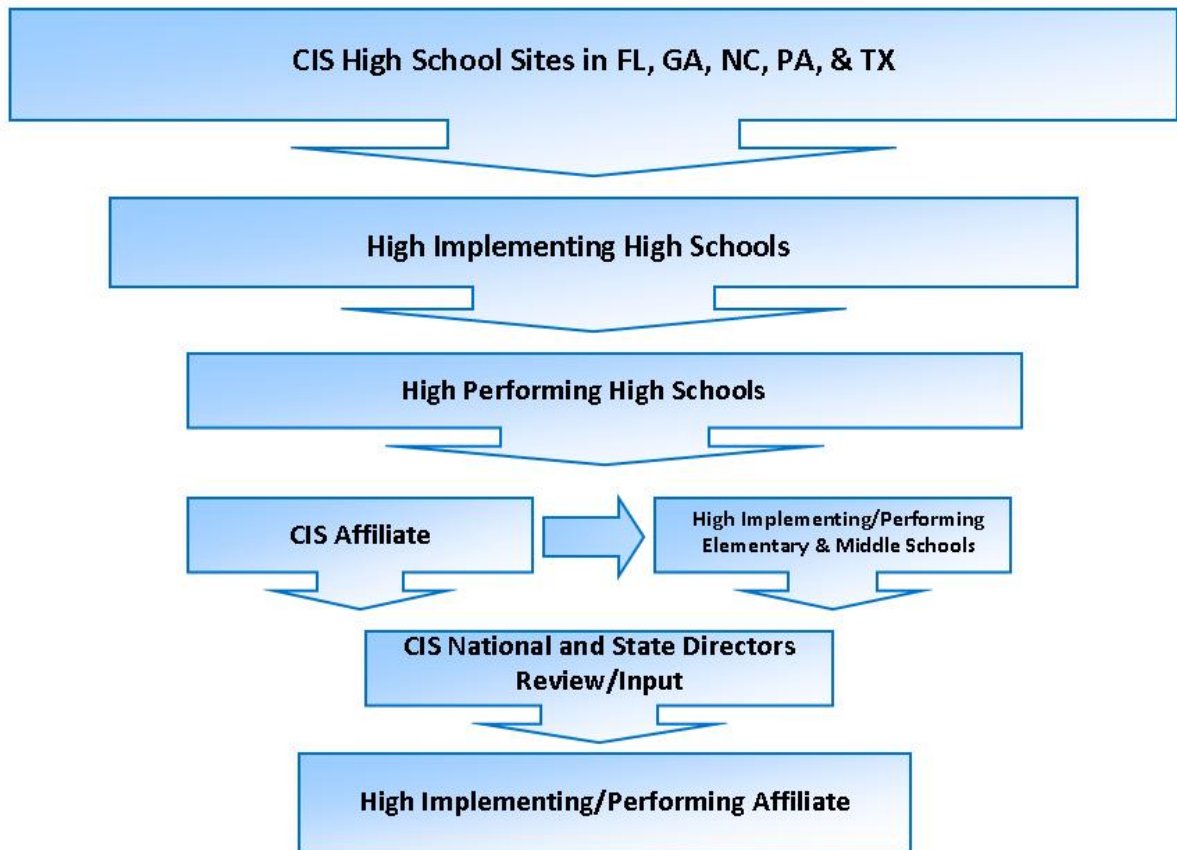 CIS High School Sites in FL, GA, NC, PA, & TX
High Implementing High Schools
High Performing High Schools
CIS Affiliate
High Implementing/Performing
Elementary & Middle Schools
CIS National and State Directors
Review/Input
High Implementing/Performing Affiliate